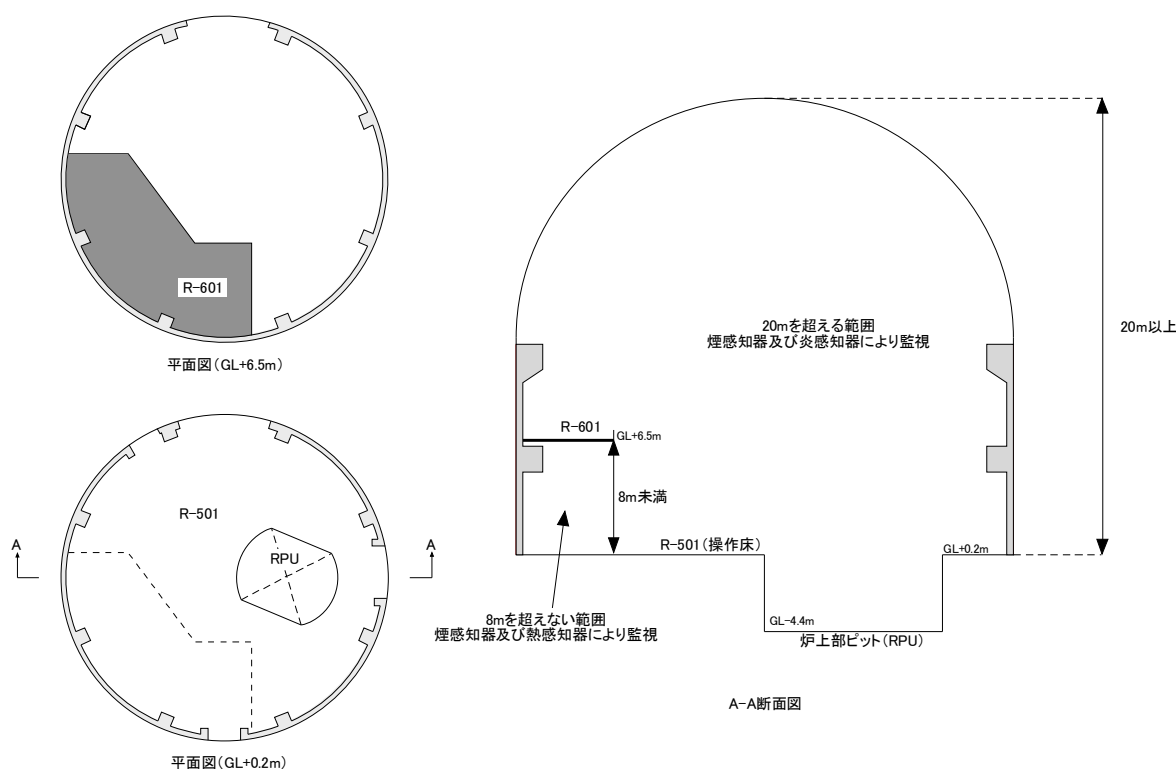 R-601
平面図(GL+6.5m)
R-501
A
A
RPU
平面図(GL+0.2m)
20mを超える範囲
煙感知器及び炎感知器により監視
20m以上
R-601
GL+6.5m
8m未満
R-501(操作床)
GL+0.2m
8mを超えない範囲
煙感知器及び熱感知器により監視
GL-4.4m
炉上部ピット(RPU)
A-A断面図